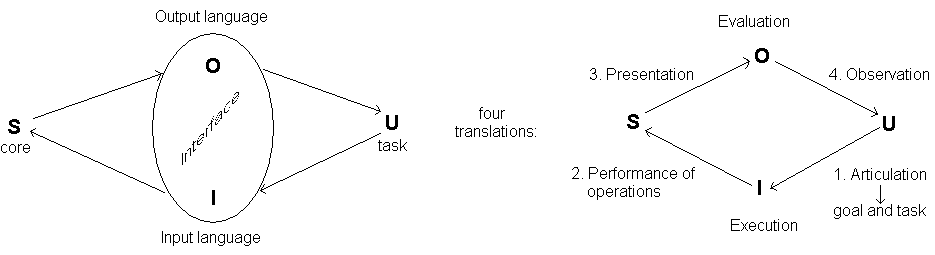 Output language
O
Interface
S
core
U
task
I
Input language
four
translations:
Evaluation
O
3. Presentation
4. Observation
S
U
2. Performance of
operations
I
1. Articulation
goal and task
Execution